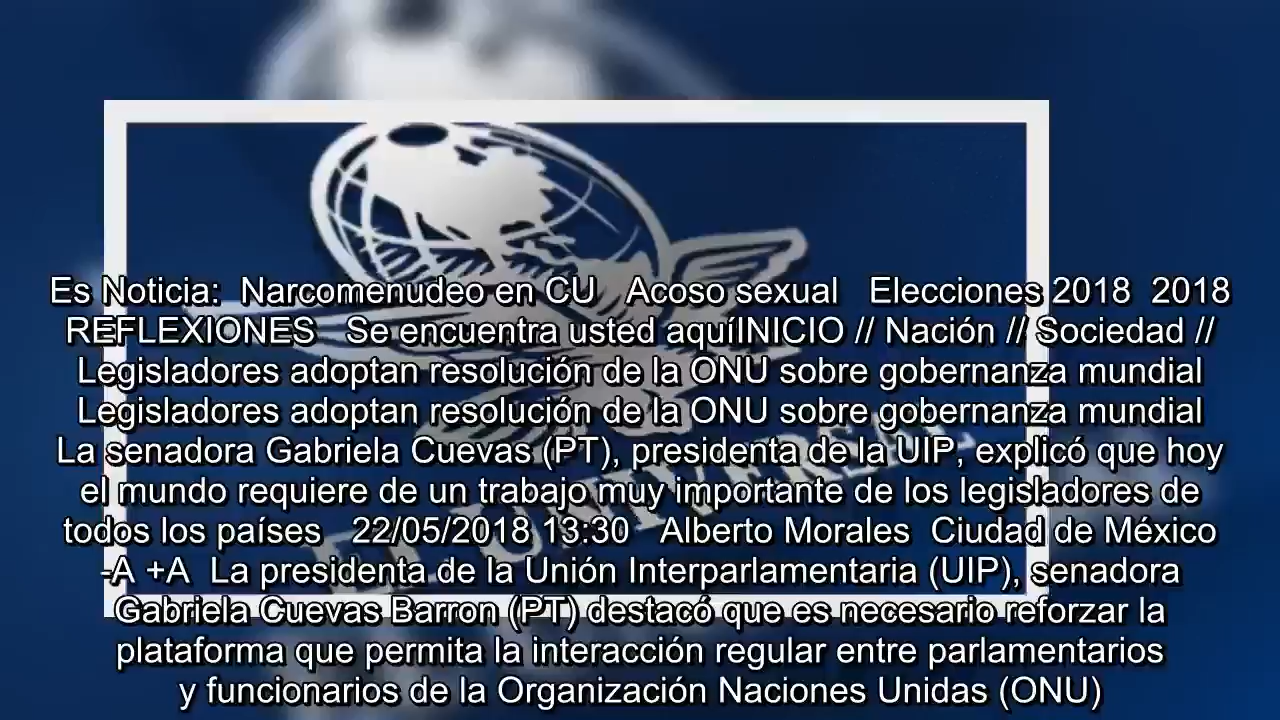 Es Noticia:  Narcomenudeo en CU   Acoso sexual   Elecciones 2018  2018
REFLEXIONES   Se encuentra usted aquíINICIO // Nación // Sociedad //
Legisladores adoptan resolución de la ONU sobre gobernanza mundial
Legisladores adoptan resolución de la ONU sobre gobernanza mundial
La senadora Gabriela Cuevas (PT), presidenta de la UIP, explicó que hoy
el mundo requiere de un trabajo muy importante de los legisladores de
todos los países   22/05/2018 13:30   Alberto Morales  Ciudad de México
-A +A  La presidenta de la Unión Interparlamentaria (UIP), senadora
Gabriela Cuevas Barron (PT) destacó que es necesario reforzar la
plataforma que permita la interacción regular entre parlamentarios
y funcionarios de la Organización Naciones Unidas (ONU)
EL UNIVERSAL